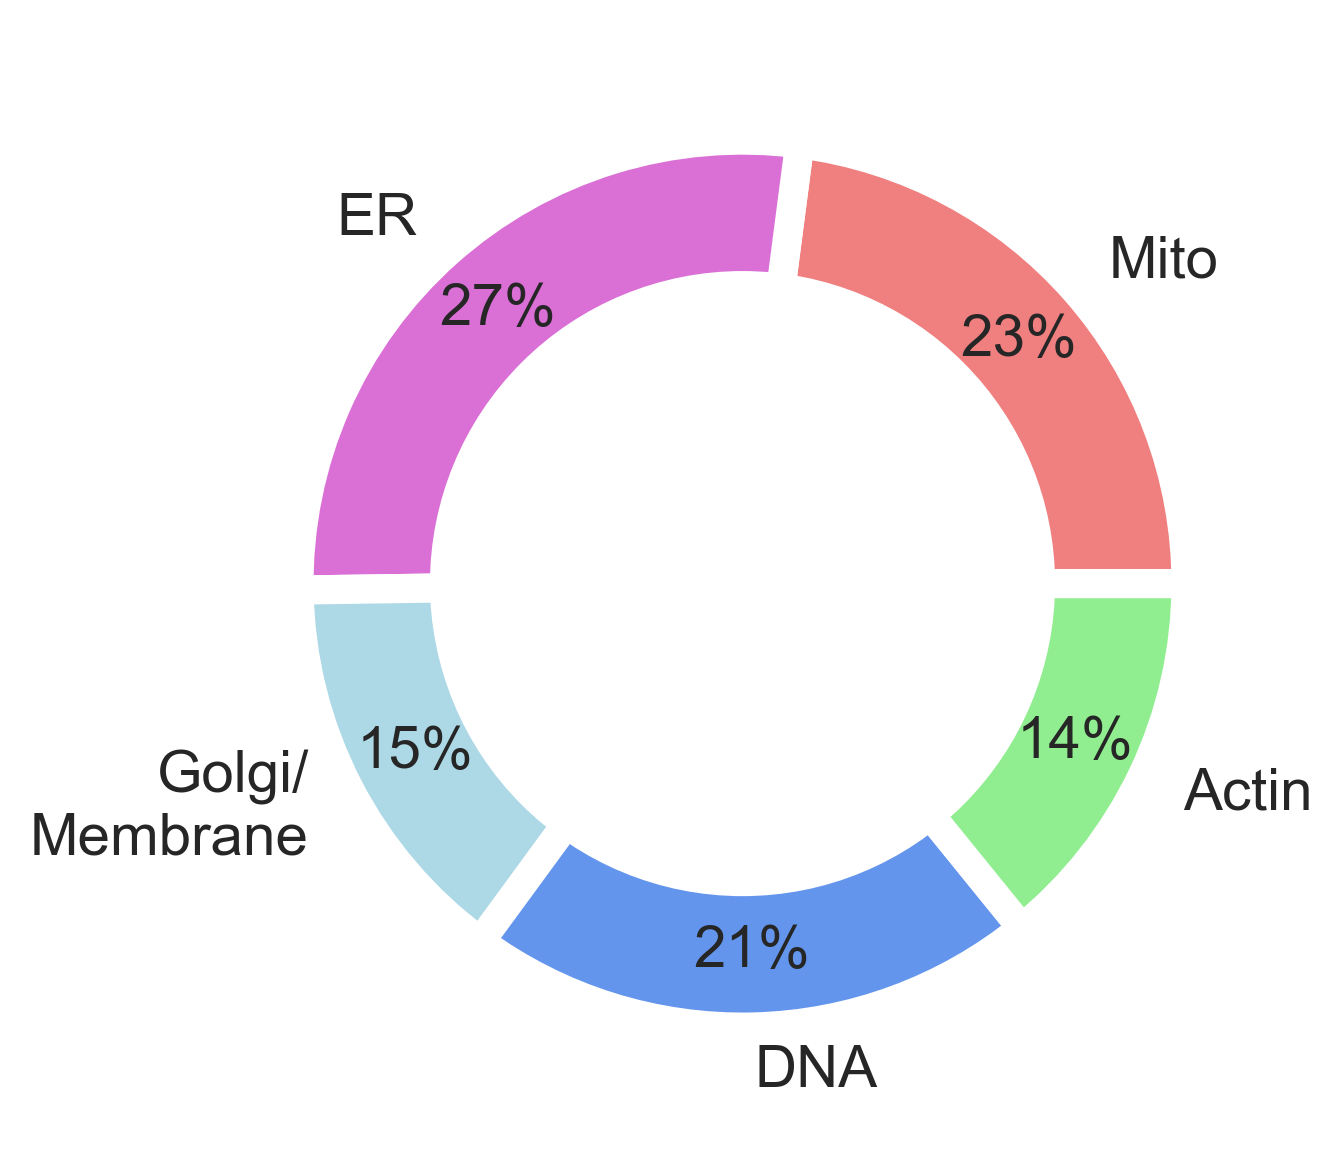 ER
Mito
27%
23%
15%
14%
Golgi/
Membrane
Actin
21%
DNA